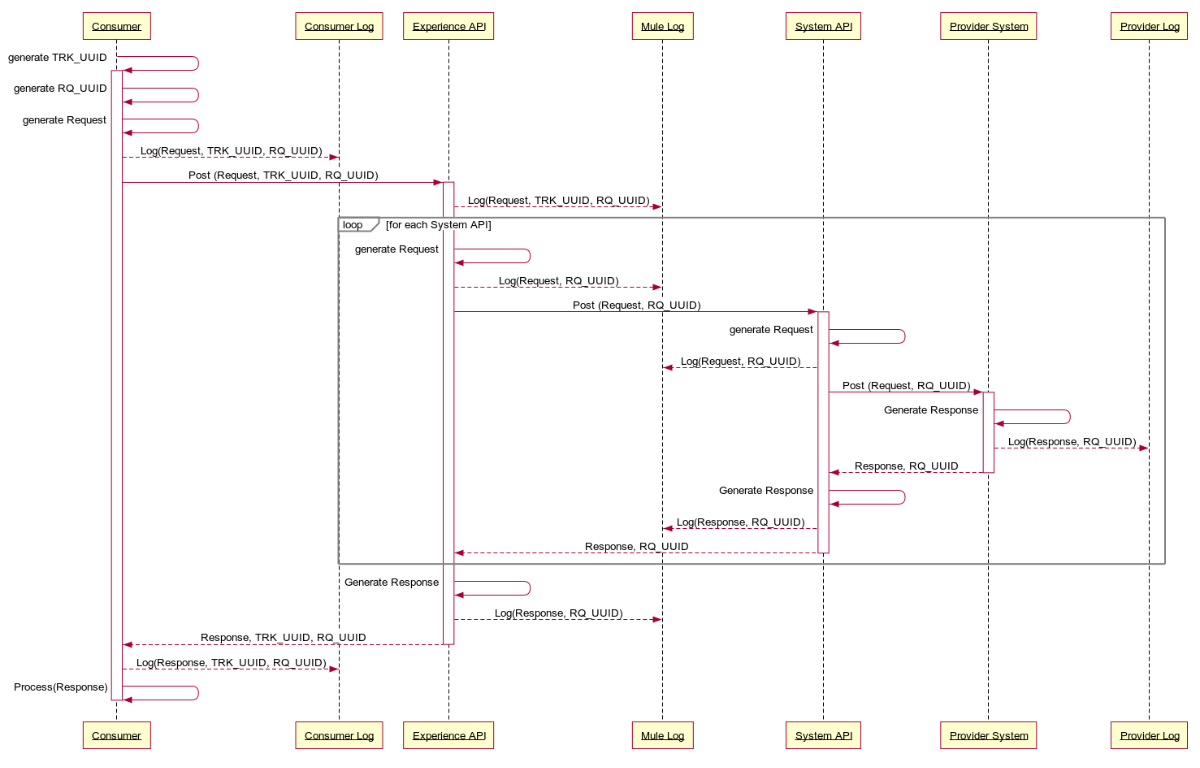 Consumer
Consumer Log
Experience API
Mule Log
System API
Provider System
Provider Log
generate TRK_UUID
generate RQ_UUID
generate Request
Log(Request, TRK_UUID, RQ_UUID)
Post (Request, TRK_UUID, RQ_UUID)
Log(Request, TRK_UUID, RQ_UUID)
loop [for each System API]
generate Request
Log(Request, RQ_UUID)
Post (Request, RQ_UUID)
generate Request
Log(Request, RQ_UUID)
Post (Request, RQ_UUID)
Generate Response
Log(Response, RQ_UUID)
Response, RQ_UUID
Generate Response
Log(Response, RQ_UUID)
Response, RQ_UUID
Generate Response
Log(Response, RQ_UUID)
Response, TRK_UUID, RQ_UUID
Log(Response, TRK_UUID, RQ_UUID)
Process(Response)
Consumer
Consumer Log
Experience API
Mule Log
System API
Provider System
Provider Log